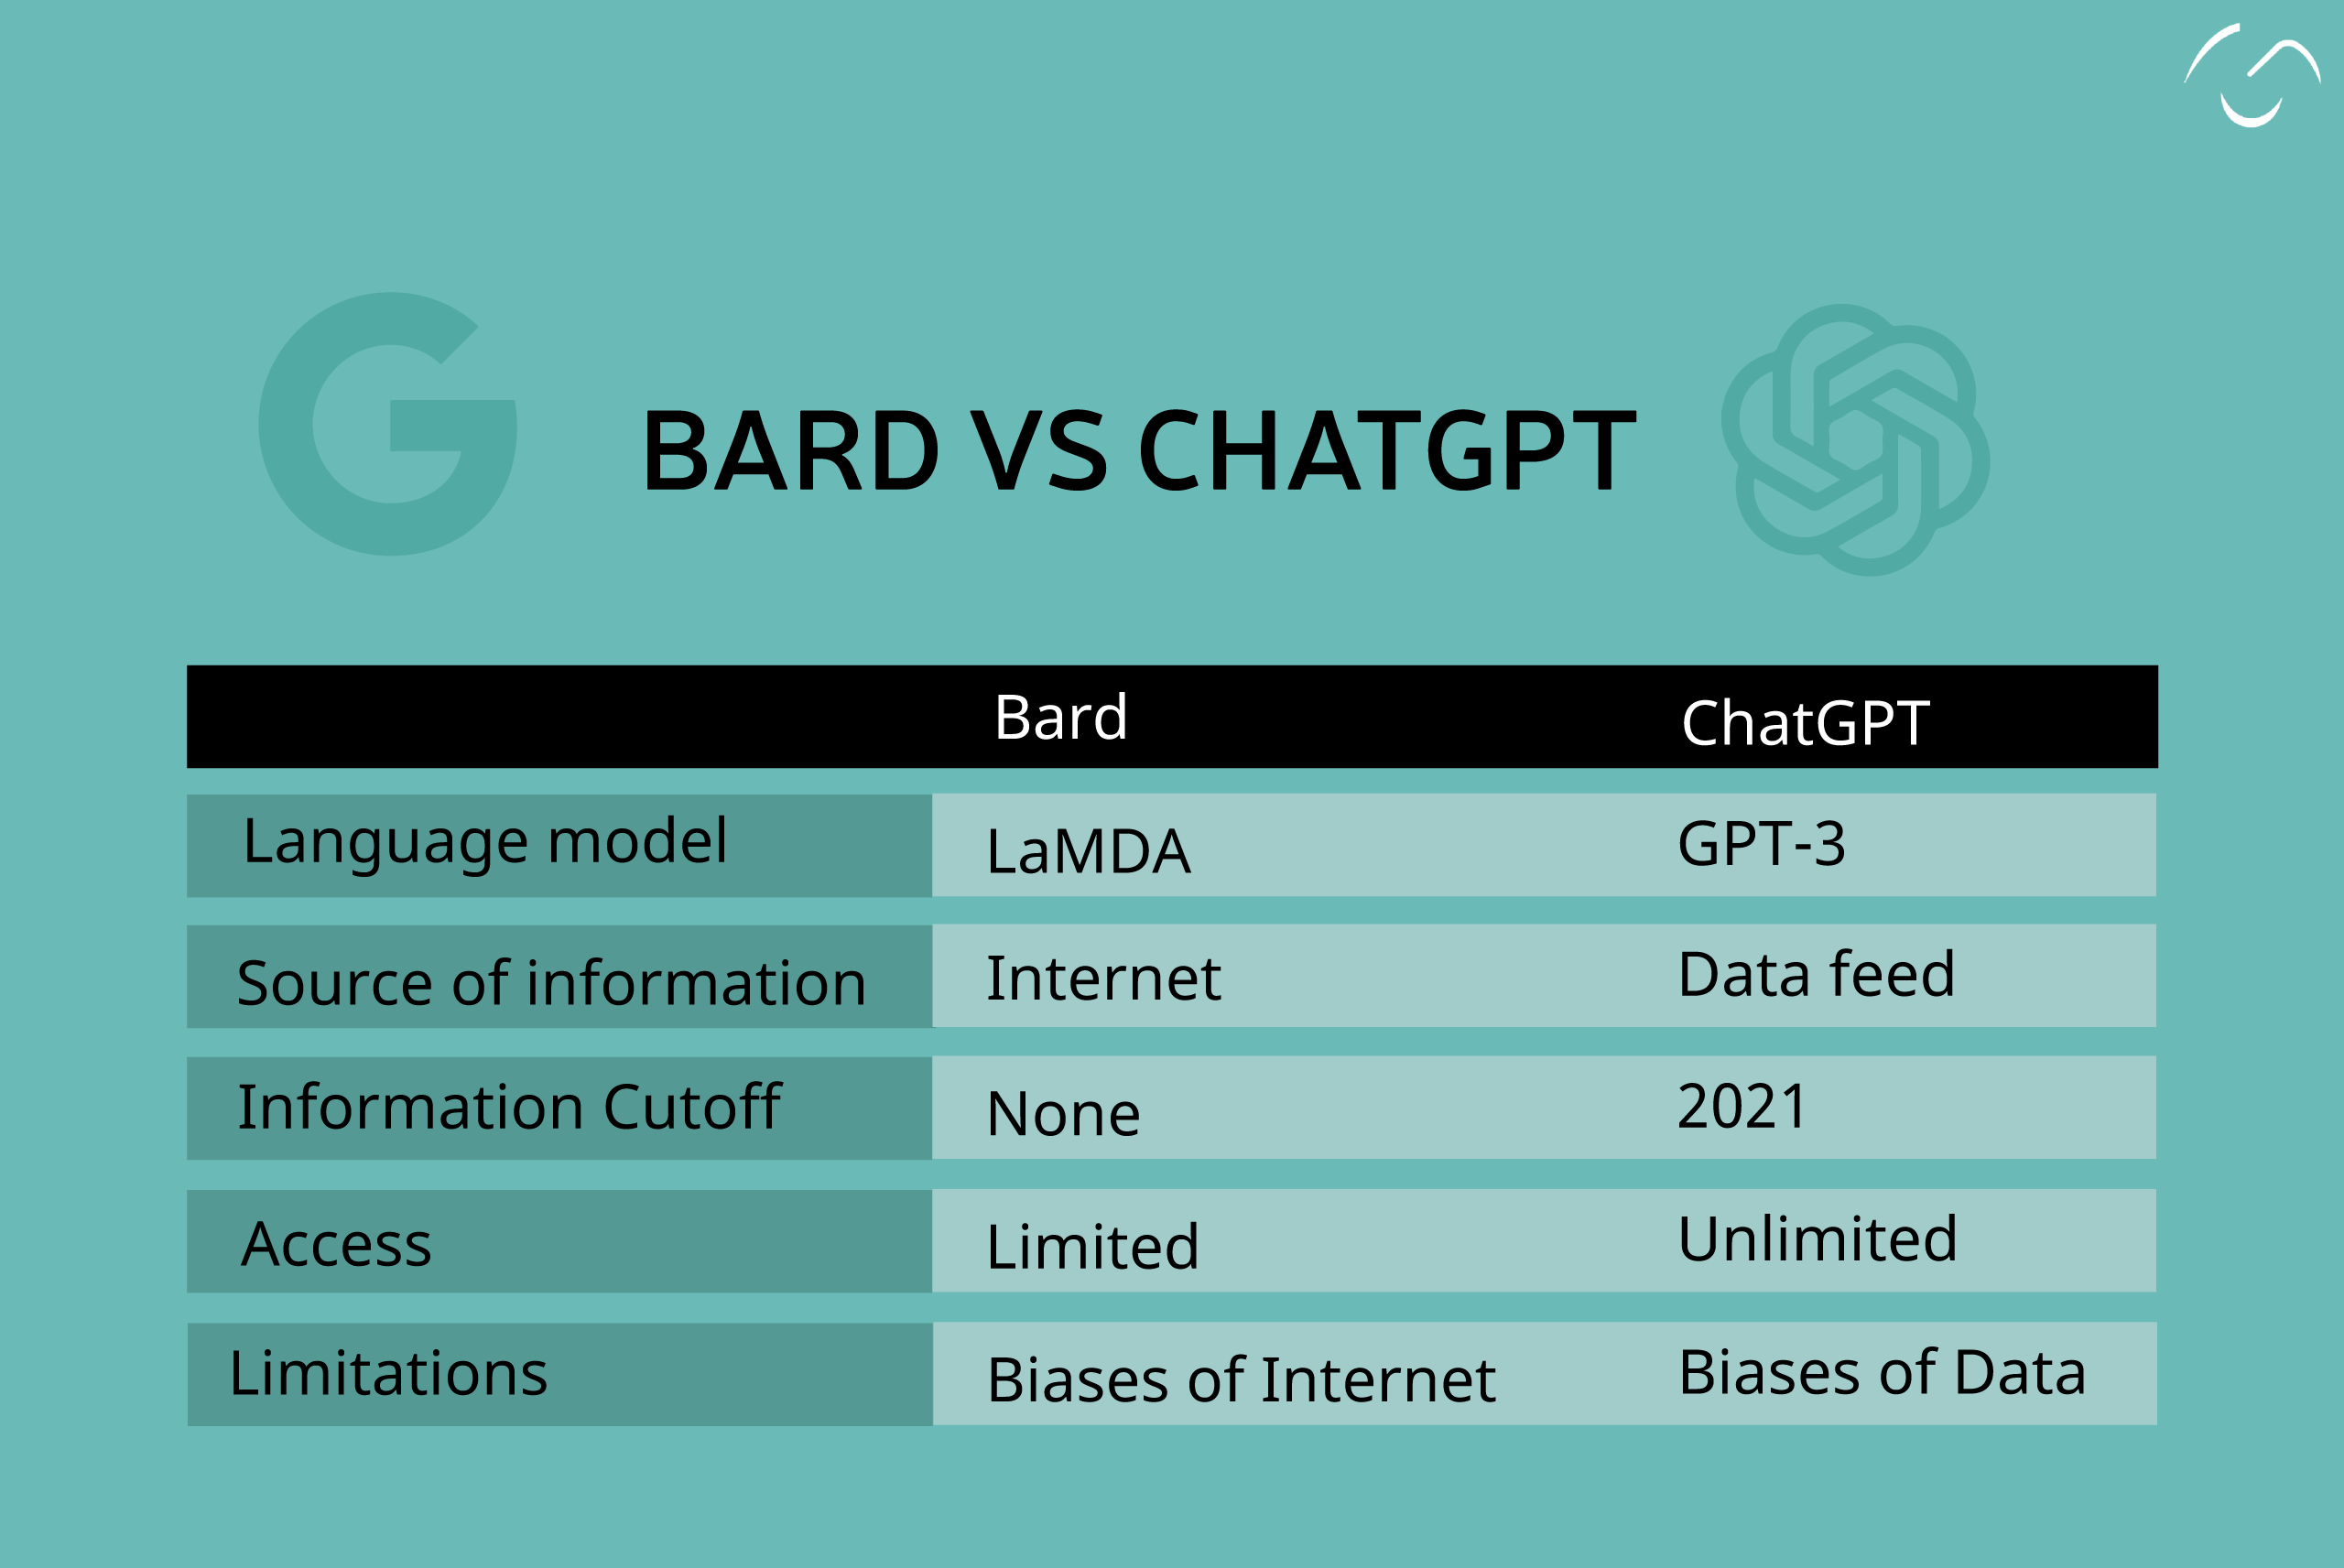 BARD VS CHATGPT
Bard ChatGPT
Language model LaMDA GPT-3
Source of information Internet Data feed
Information Cutoff None 2021
Access Limited Unlimited
Limitations Biases of Internet Biases of Data